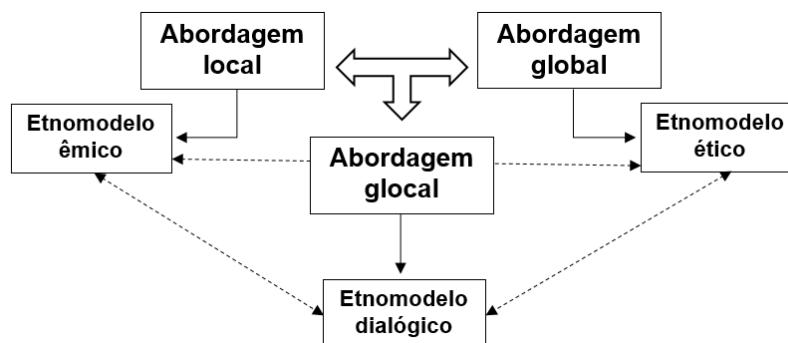 Abordagem
local
Abordagem
global
Etnomodelo
êmico
Etnomodelo
ético
Abordagem
glocal
Etnomodelo
dialógico